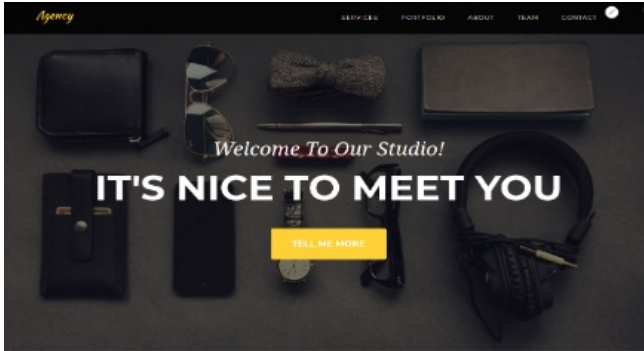 Agency
SERVICES PORTFOLIO ABOUT TEAM CONTACT
Welcome To Our Studio!
IT'S NICE TO MEET YOU
TELL ME MORE